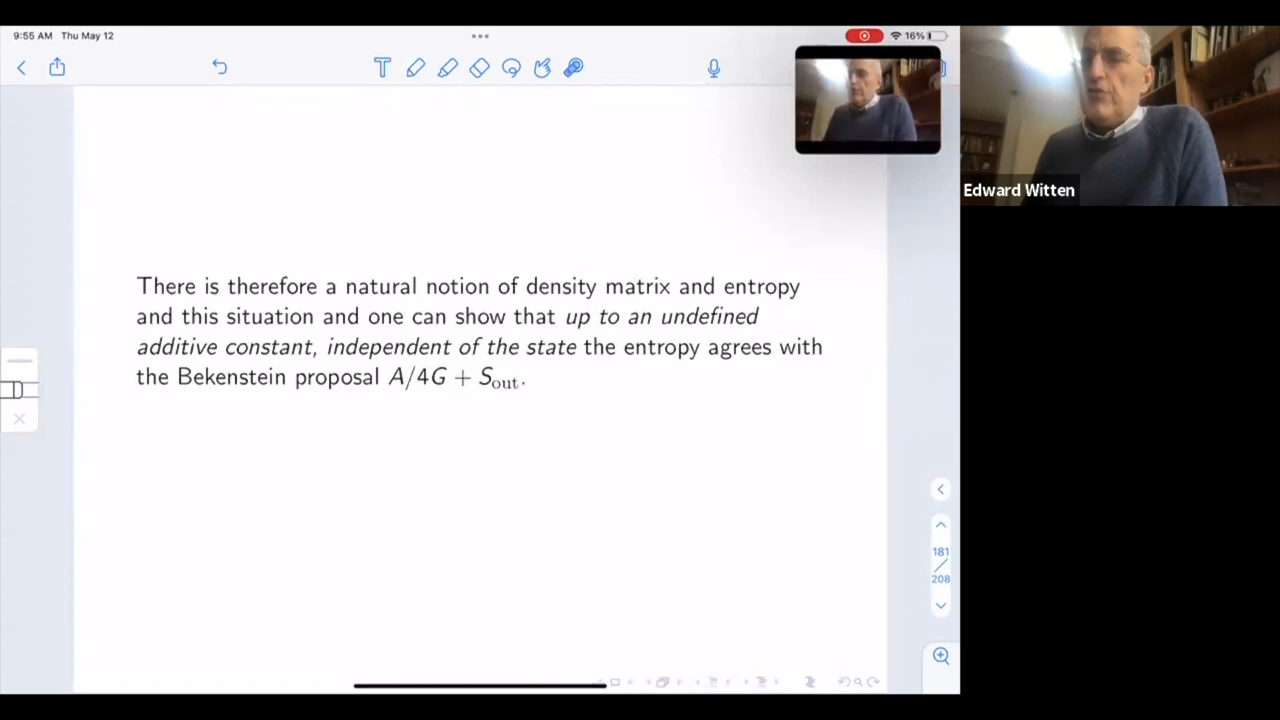 9:55 AM Thu May 12
16%
There is therefore a natural notion of density matrix and entropy
and this situation and one can show that up to an undefined
additive constant, independent of the state the entropy agrees with
the Bekenstein proposal A/4G + S_out.
181
/
208
Edward Witten